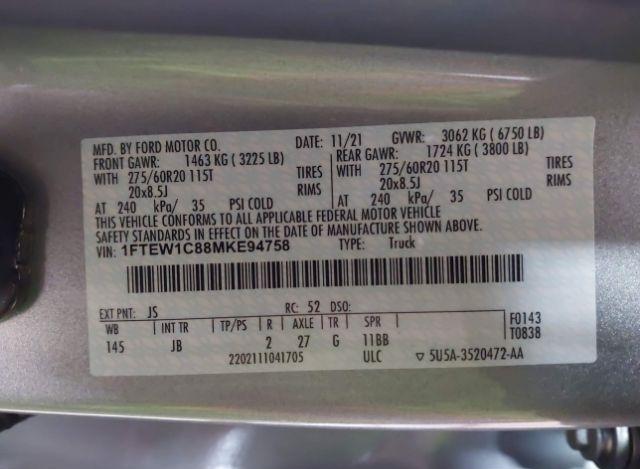 MFD. BY FORD MOTOR CO. DATE: 11/21 GVWR: 3062 KG ( 6750 LB)
FRONT GAWR: 1463 KG ( 3225 LB) REAR GAWR: 1724 KG ( 3800 LB)
WITH 275/60R20 115T TIRES WITH 275/60R20 115T TIRES
20x8.5J RIMS 20x8.5J RIMS
AT 240 kPa/ 35 PSI COLD AT 240 kPa/ 35 PSI COLD
THIS VEHICLE CONFORMS TO ALL APPLICABLE FEDERAL MOTOR VEHICLE
SAFETY STANDARDS IN EFFECT ON THE DATE OF MANUFACTURE SHOWN ABOVE.
VIN: 1FTEW1C88MKE94758 TYPE: Truck
EXT PNT: JS RC: 52 DSO:
WB INT TR TP/PS R AXLE TR SPR F0143
145 JB 2 27 G 11BB T0838
2202111041705 ULC ▽ 5U5A-3520472-AA